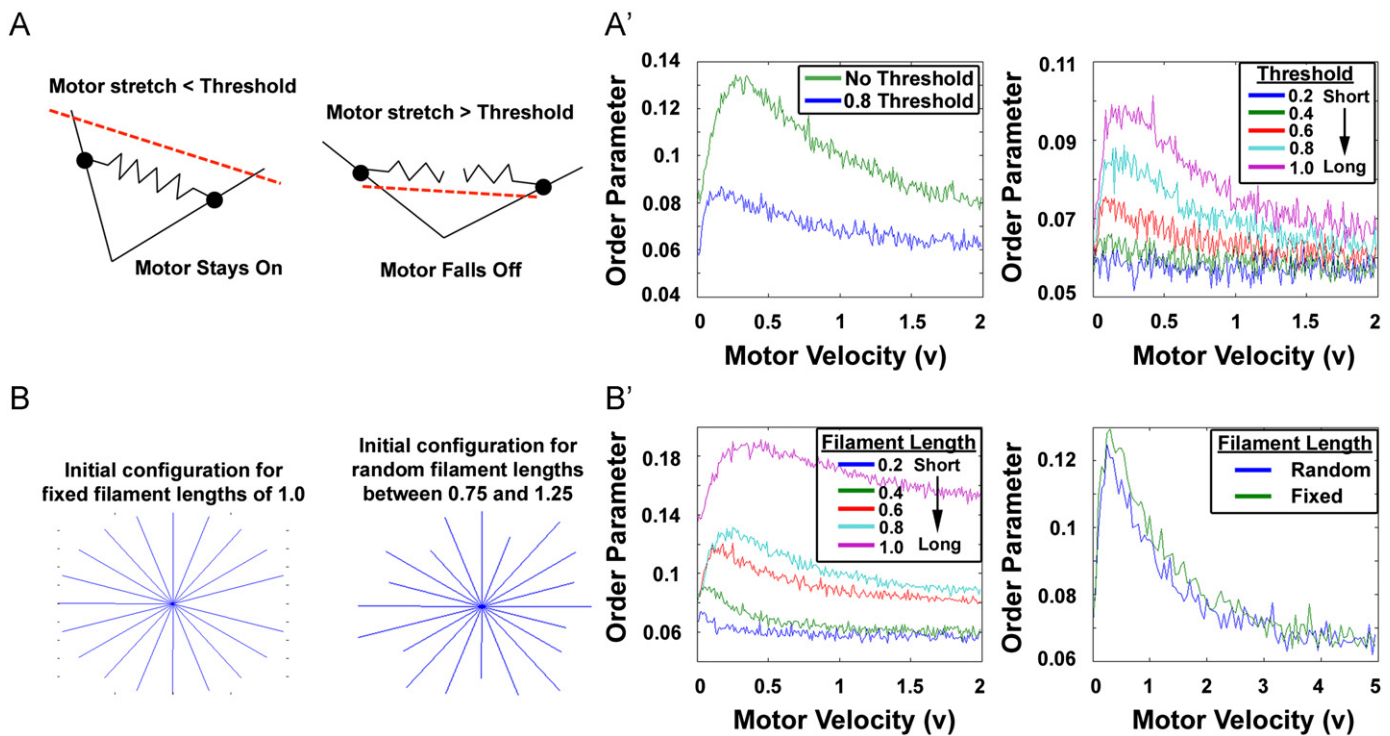 A
Motor stretch < Threshold
Motor Stays On
Motor stretch > Threshold
Motor Falls Off
A’
Order Parameter
0.14
0.12
0.1
0.08
0.06
0.04
No Threshold
0.8 Threshold
0
0.5
1
1.5
2
Motor Velocity (v)
Order Parameter
0.11
0.09
0.07
0.05
Threshold
0.2 Short
0.4
0.6
0.8
1.0 Long
0
0.5
1
1.5
2
Motor Velocity (v)
B
Initial configuration for
fixed filament lengths of 1.0
Initial configuration for
random filament lengths
between 0.75 and 1.25
B’
Order Parameter
0.18
0.14
0.1
0.06
Filament Length
0.2 Short
0.4
0.6
0.8
1.0 Long
0
0.5
1
1.5
2
Motor Velocity (v)
Order Parameter
0.12
0.1
0.08
0.06
Filament Length
Random
Fixed
0
1
2
3
4
5
Motor Velocity (v)